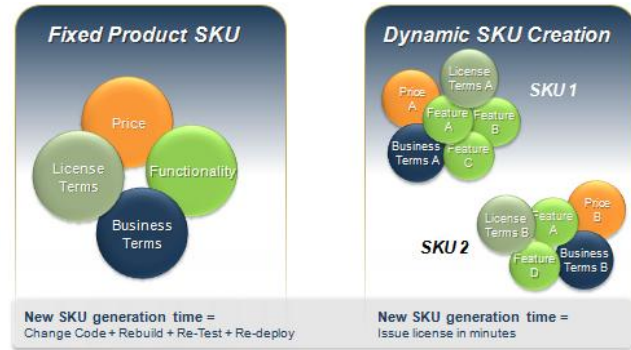 Fixed Product SKU
Price
License
Terms
Functionality
Business
Terms
New SKU generation time =
Change Code + Rebuild + Re-Test + Re-deploy
Dynamic SKU Creation
License
Terms A
SKU 1
Price
A
Feature
A
Feature
B
Business
Terms A
Feature
C
License
Terms B
Feature
A
Price
B
SKU 2
Feature
D
Business
Terms B
New SKU generation time =
Issue license in minutes